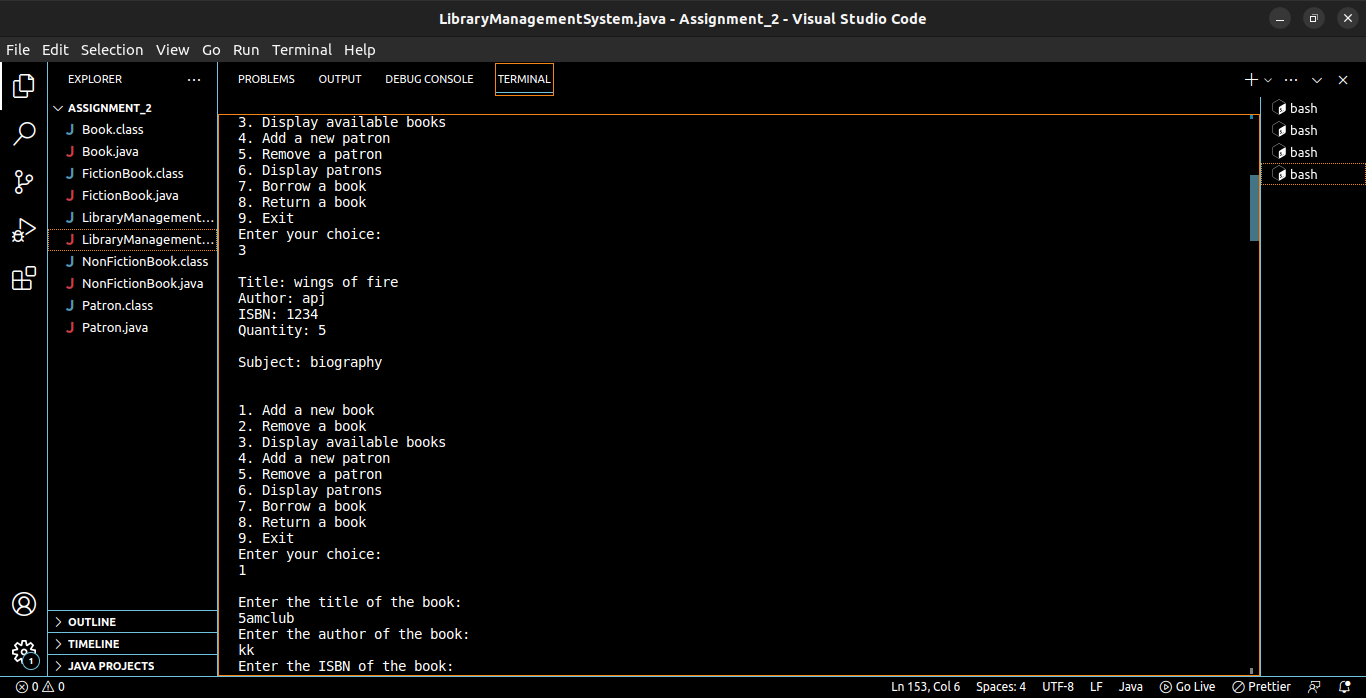 LibraryManagementSystem.java - Assignment_2 - Visual Studio Code
File Edit Selection View Go Run Terminal Help
EXPLORER
ASSIGNMENT_2
Book.class
Book.java
FictionBook.class
FictionBook.java
LibraryManagement...
LibraryManagement...
NonFictionBook.class
NonFictionBook.java
Patron.class
Patron.java
OUTLINE
TIMELINE
JAVA PROJECTS
PROBLEMS OUTPUT DEBUG CONSOLE TERMINAL
3. Display available books
4. Add a new patron
5. Remove a patron
6. Display patrons
7. Borrow a book
8. Return a book
9. Exit
Enter your choice:
3
Title: wings of fire
Author: apj
ISBN: 1234
Quantity: 5
Subject: biography
1. Add a new book
2. Remove a book
3. Display available books
4. Add a new patron
5. Remove a patron
6. Display patrons
7. Borrow a book
8. Return a book
9. Exit
Enter your choice:
1
Enter the title of the book:
5amclub
Enter the author of the book:
kk
Enter the ISBN of the book:
bash
bash
bash
bash
1
0 0 Ln 153, Col 6 Spaces: 4 UTF-8 LF Java Go Live Prettier